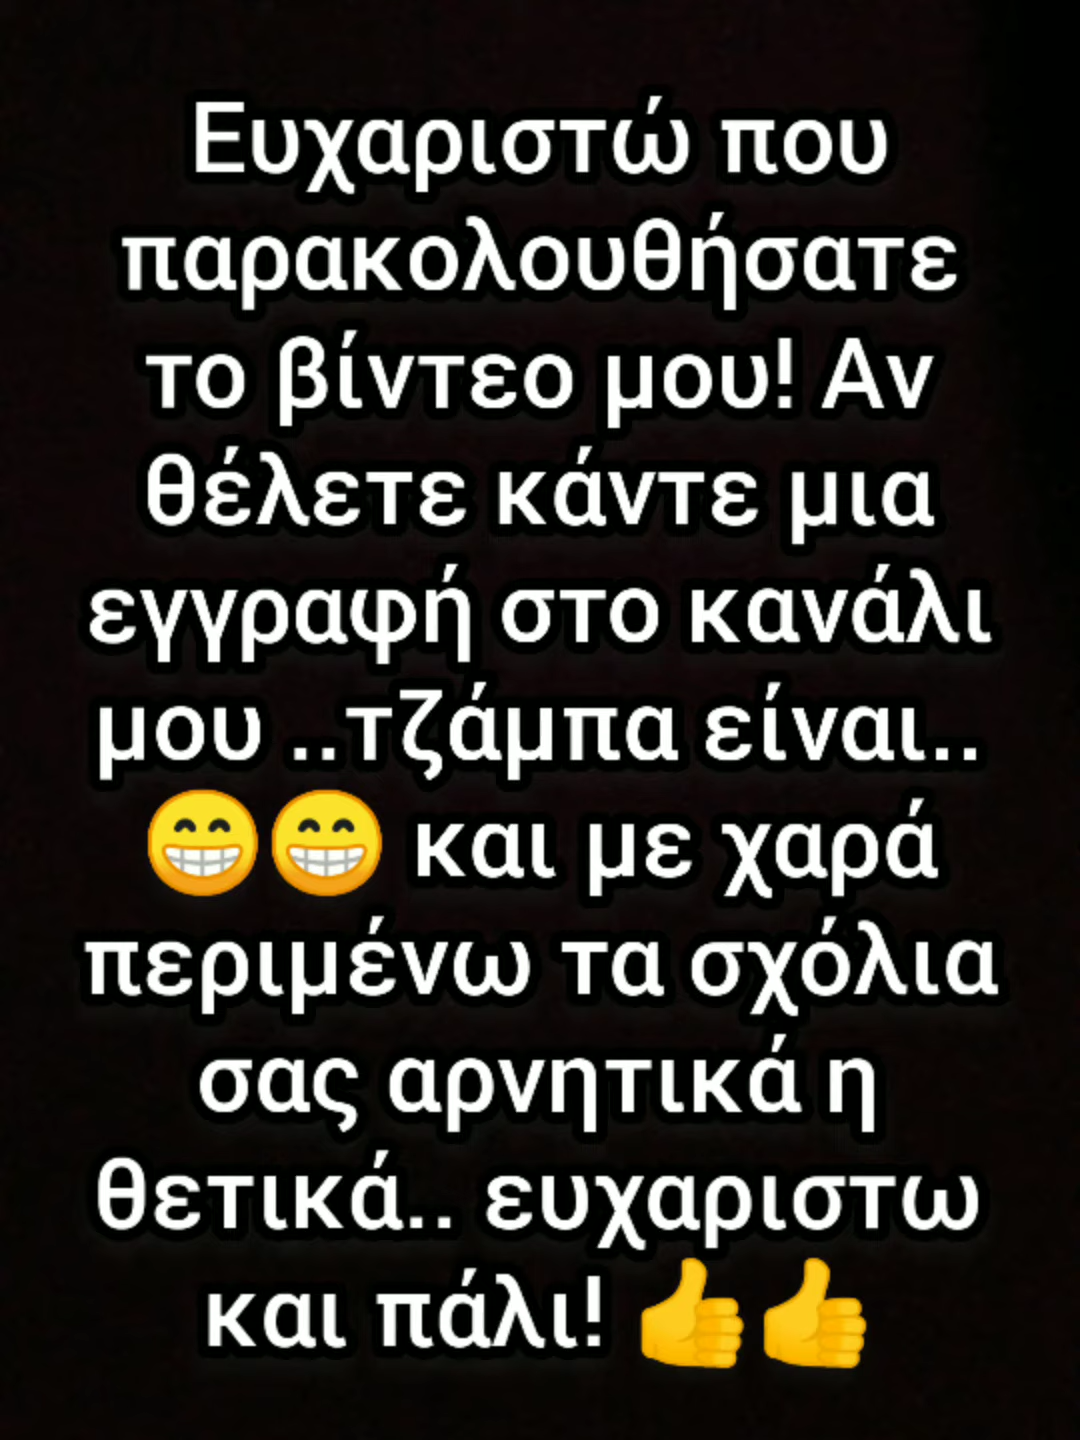 Ευχαριστώ που
παρακολουθήσατε
το βίντεο μου! Αν
θέλετε κάντε μια
εγγραφή στο κανάλι
μου ..τζάμπα είναι..
😁😁 και με χαρά
περιμένω τα σχόλια
σας αρνητικά η
θετικά.. ευχαριστω
και πάλι! 👍👍